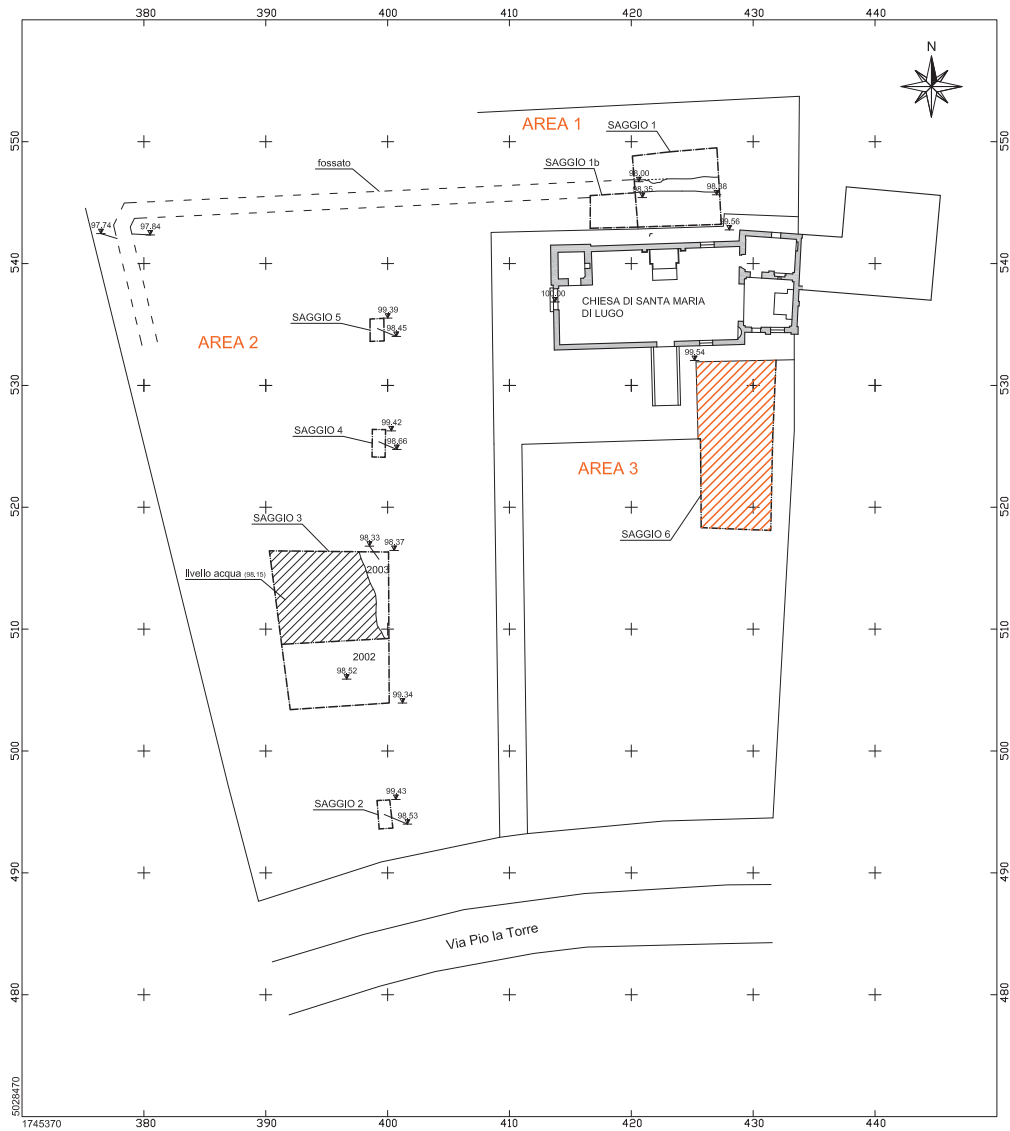 380 390 400 410 420 430 440
N
550 550
AREA 1
SAGGIO 1
SAGGIO 1b
fossato
98.00
98.35
98.38
99.56
97.74
97.84
540 540
100.00
CHIESA DI SANTA MARIA
DI LUGO
99.39
SAGGIO 5
98.45
AREA 2
99.54
530 530
99.42
SAGGIO 4
98.66
AREA 3
520 520
SAGGIO 3
SAGGIO 6
98.33
98.37
2003
livello acqua (98.15)
510 510
2002
98.52
99.34
500 500
99.43
SAGGIO 2
98.53
490 490
Via Pio la Torre
480 480
5028470
1745370 380 390 400 410 420 430 440